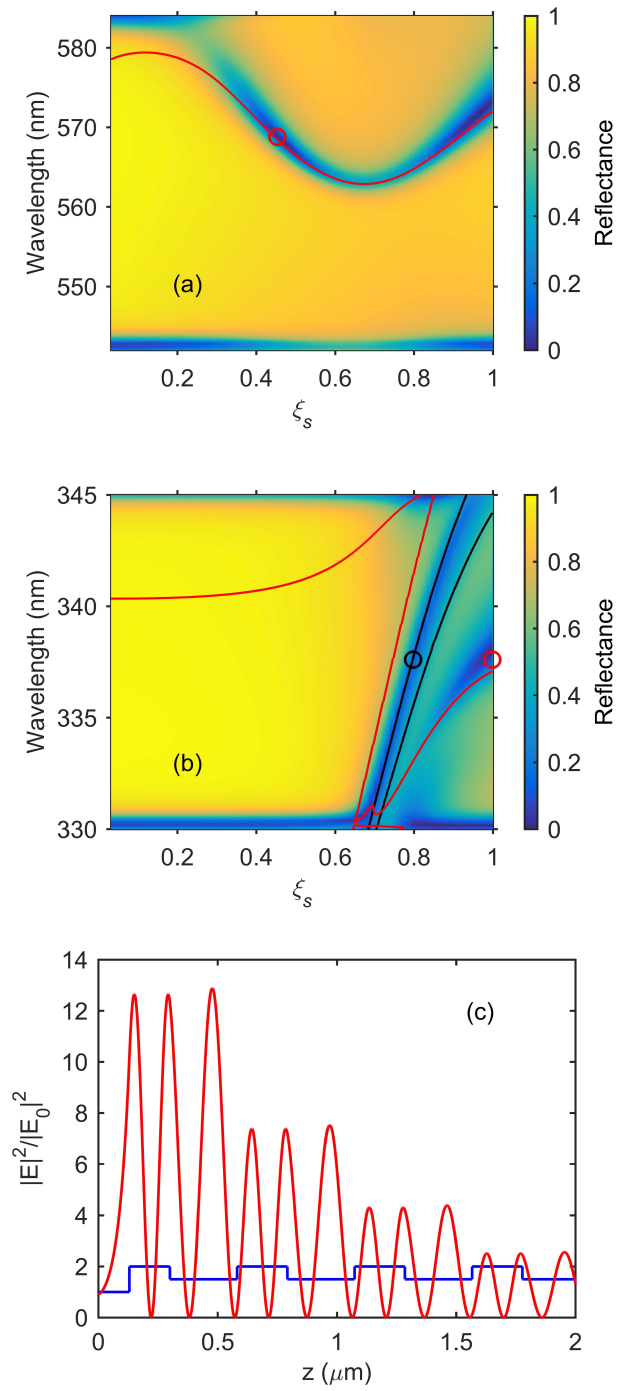 580
570
560
550
Wavelength (nm)
(a)
0.2 0.4 0.6 0.8 1
ξs
1
0.8
0.6
0.4
0.2
0
Reflectance
345
340
335
330
Wavelength (nm)
(b)
0.2 0.4 0.6 0.8 1
ξs
1
0.8
0.6
0.4
0.2
0
Reflectance
14
12
10
8
6
4
2
0
|E|²/|E₀|²
(c)
0 0.5 1 1.5 2
z (μm)